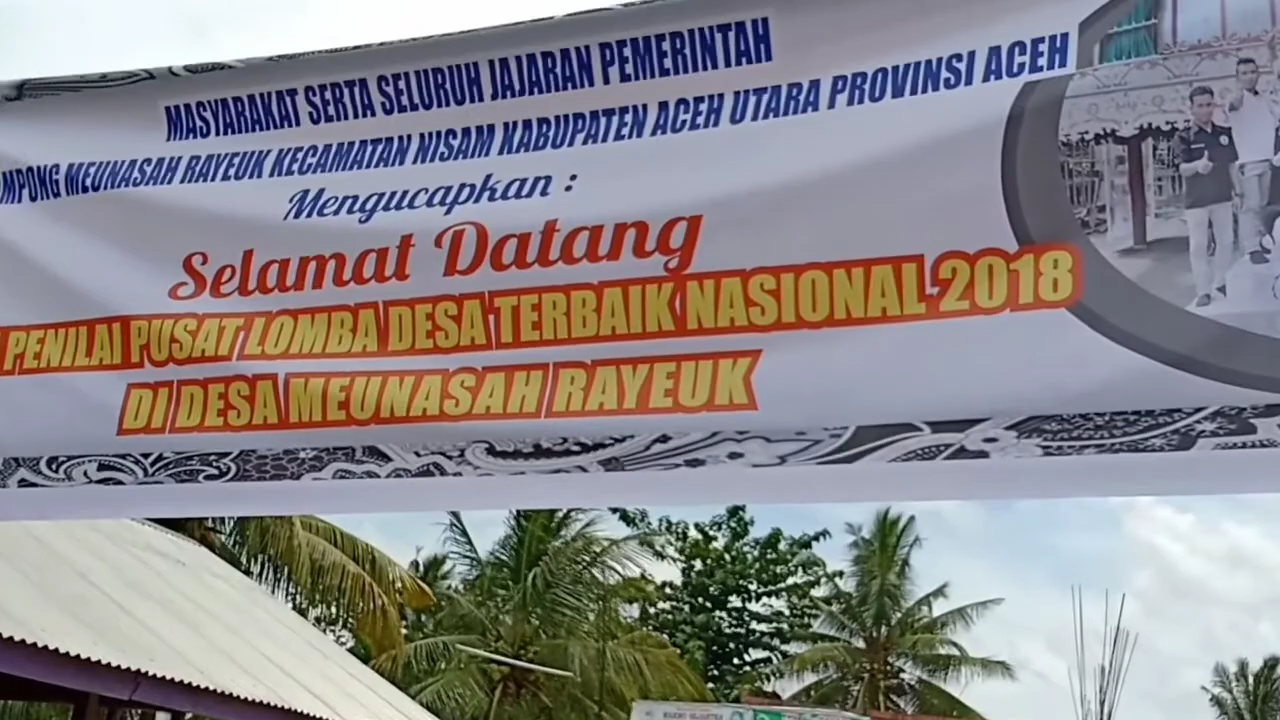 MASYARAKAT SERTA SELURUH JAJARAN PEMERINTAH
MPONG MEUNASAH RAYEUK KECAMATAN NISAM KABUPATEN ACEH UTARA PROVINSI ACEH
Mengucapkan :
Selamat Datang
PENILAI PUSAT LOMBA DESA TERBAIK NASIONAL 2018
DI DESA MEUNASAH RAYEUK